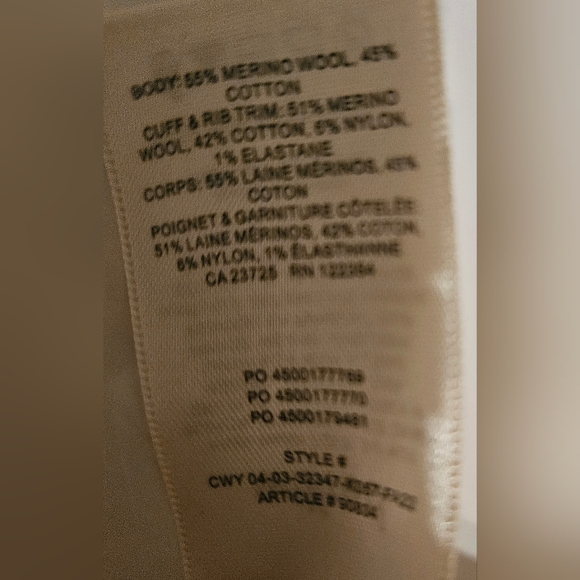 BODY: 55% MERINO WOOL, 45%
COTTON
CUFF & RIB TRIM: 51% MERINO
WOOL, 42% COTTON, 6% NYLON,
1% ELASTANE
CORPS: 55% LAINE MÉRINOS, 45%
COTON
POIGNET & GARNITURE CÔTELÉE:
51% LAINE MÉRINOS, 42% COTON,
6% NYLON, 1% ÉLASTHANNE
CA 23725 RN
PO
PO
PO
STYLE #
CWY
ARTICLE #